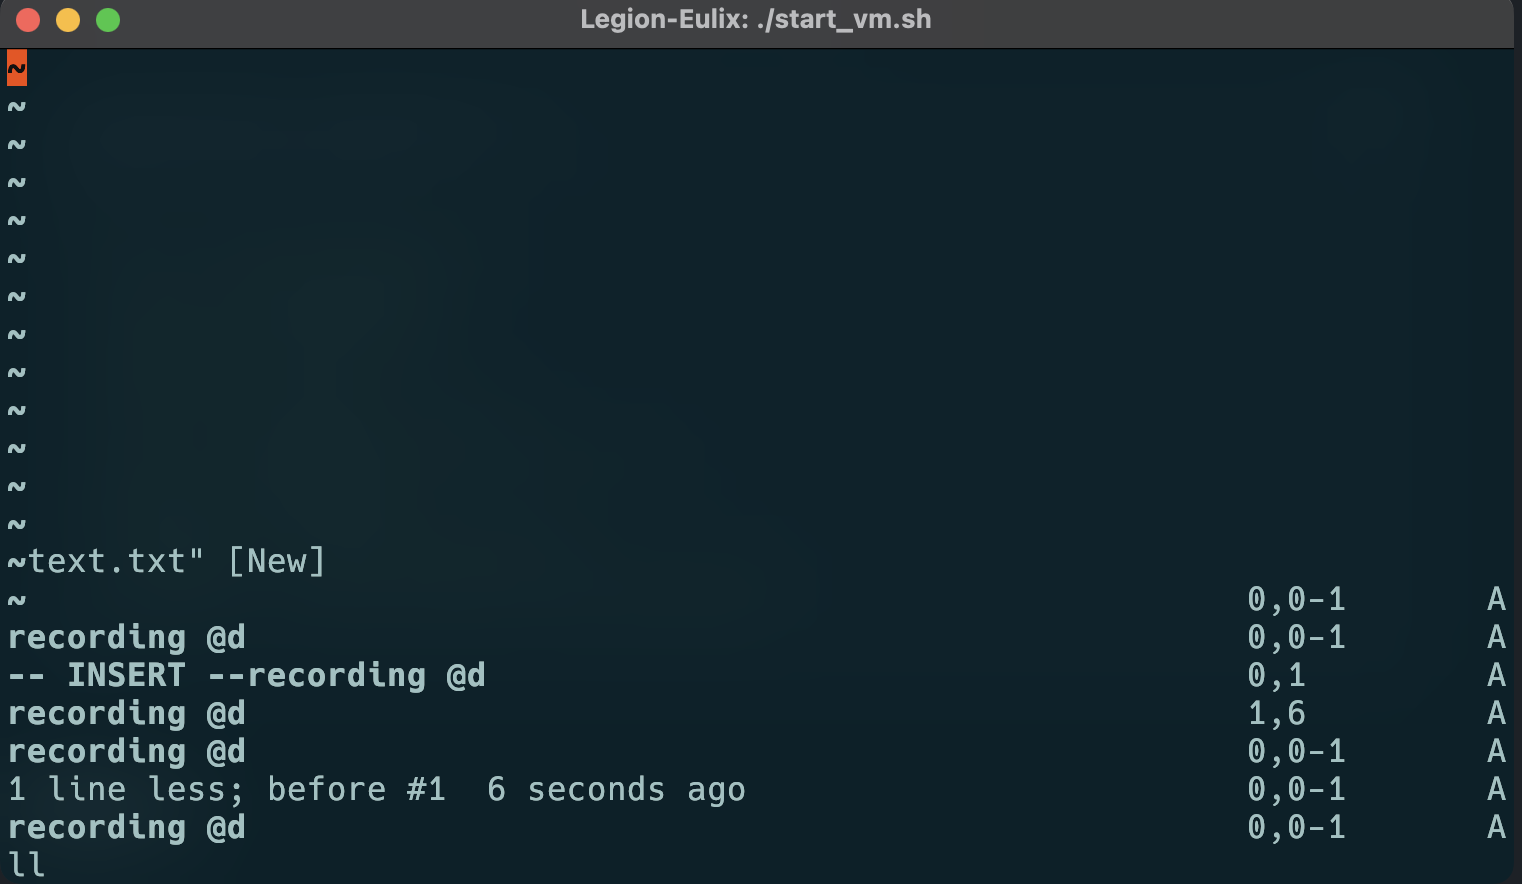 Legion-Eulix: ./start_vm.sh
~
~
~
~
~
~
~
~
~
~
~
~
~
~text.txt" [New]
~ 0,0-1 A
recording @d 0,0-1 A
-- INSERT --recording @d 0,1 A
recording @d 1,6 A
recording @d 0,0-1 A
1 line less; before #1  6 seconds ago 0,0-1 A
recording @d 0,0-1 A
ll